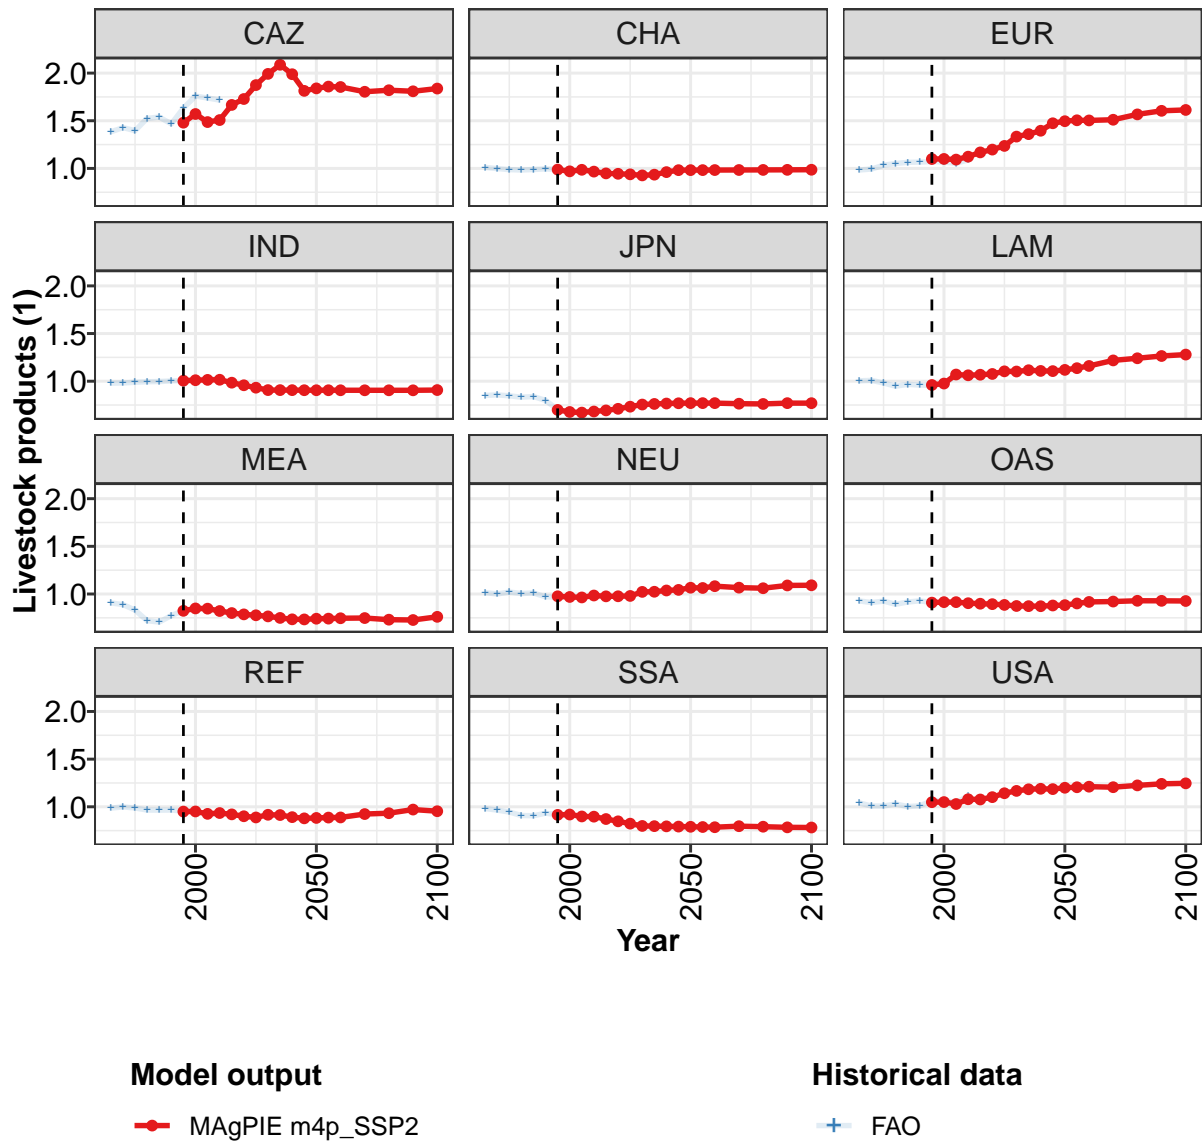 CAZ CHA EUR
2.0
1.5
1.0
IND JPN LAM
2.0
1.5
1.0
Livestock products (1)
MEA NEU OAS
2.0
1.5
1.0
REF SSA USA
2.0
1.5
1.0
2000 2050 2100 2000 2050 2100 2000 2050 2100
Year
Model output Historical data
MAgPIE m4p_SSP2 FAO